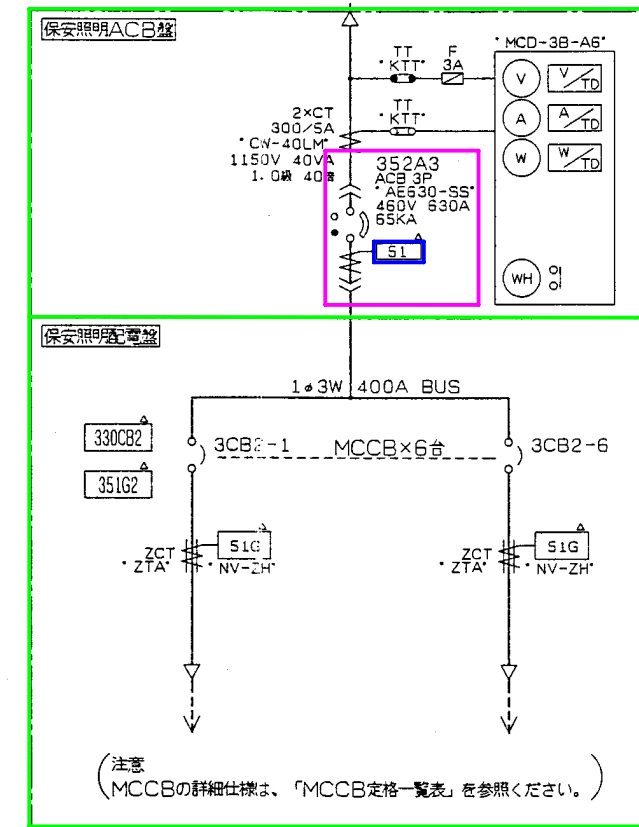 保安照明ACB盤
"MCD-3B-A6"
TT
"KTT"
F
3A
V
V/TD
TT
"KTT"
A
A/TD
W
W/TD
WH
2×CT
300/5A
"CW-40LM"
1150V 40VA
1.0級 40倍
352A3
ACB 3P
"AE630-SS"
460V 630A
65KA
51
保安照明配電盤
1φ3W 400A BUS
330CB2
351G2
3CB2-1
MCCB×6台
3CB2-6
51G
ZCT
"ZTA"
"NV-ZH"
51G
ZCT
"ZTA"
"NV-ZH"
注意
MCCBの詳細仕様は、「MCCB定格一覧表」を参照ください。